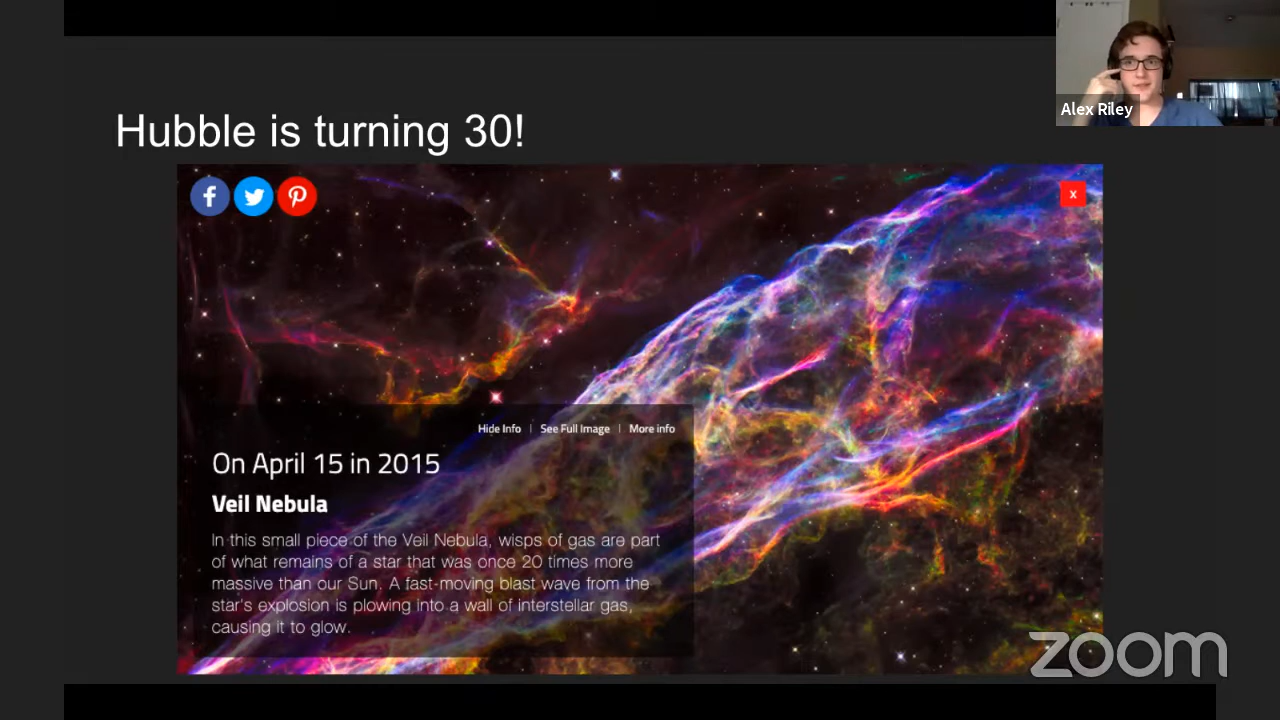 Alex Riley
Hubble is turning 30!
f
X
Hide Info | See Full Image | More info
On April 15 in 2015
Veil Nebula
In this small piece of the Veil Nebula, wisps of gas are part
of what remains of a star that was once 20 times more
massive than our Sun. A fast-moving blast wave from the
star's explosion is plowing into a wall of interstellar gas,
causing it to glow.
zoom